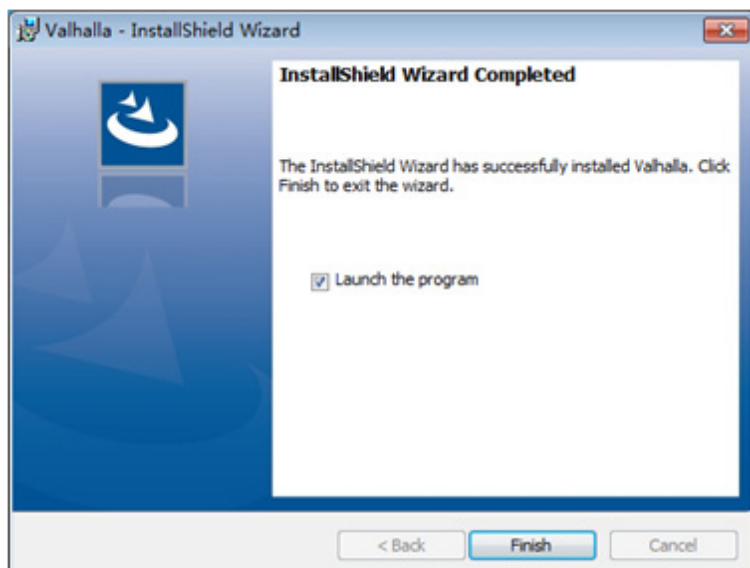 Valhalla - InstallShield Wizard
InstallShield Wizard Completed
The InstallShield Wizard has successfully installed Valhalla. Click
Finish to exit the wizard.
Launch the program
< Back
Finish
Cancel